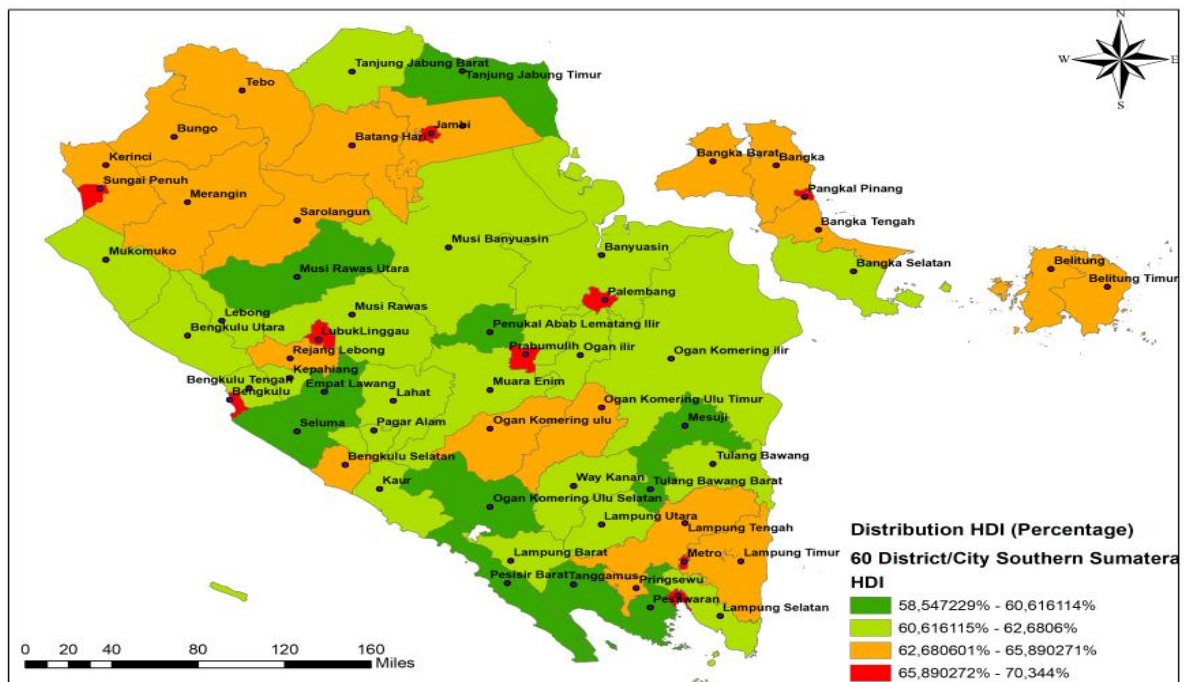 N
W E
S
Tanjung Jabung Barat
Tanjung Jabung Timur
Tebo
Jambi
Bungo
Batang Hari
Kerinci
Bangka Barat
Bangka
Sungai Penuh
Merangin
Pangkal Pinang
Sarolangun
Bangka Tengah
Musi Banyuasin
Banyuasin
Mukomuko
Bangka Selatan
Belitung
Musi Rawas Utara
Belitung Timur
Palembang
Musi Rawas
Lebong
Penukal Abab Lematang Ilir
Bengkulu Utara
LubukLinggau
Prabumulih
Ogan ilir
Ogan Komering ilir
Rejang Lebong
Kepahiang
Bengkulu Tengah
Empat Lawang
Muara Enim
Bengkulu
Lahat
Ogan Komering Ulu Timur
Mesuji
Seluma
Pagar Alam
Ogan Komering ulu
Bengkulu Selatan
Tulang Bawang
Kaur
Way Kanan
Tulang Bawang Barat
Ogan Komering Ulu Selatan
Lampung Utara
Lampung Tengah
Lampung Barat
Metro
Lampung Timur
Pesisir Barat
Tanggamus
Pringsewu
Pesawaran
Lampung Selatan
Distribution HDI (Percentage)
60 District/City Southern Sumatera
HDI
58,547229% - 60,616114%
60,616115% - 62,6806%
62,680601% - 65,890271%
65,890272% - 70,344%
0 20 40 80 120 160
Miles